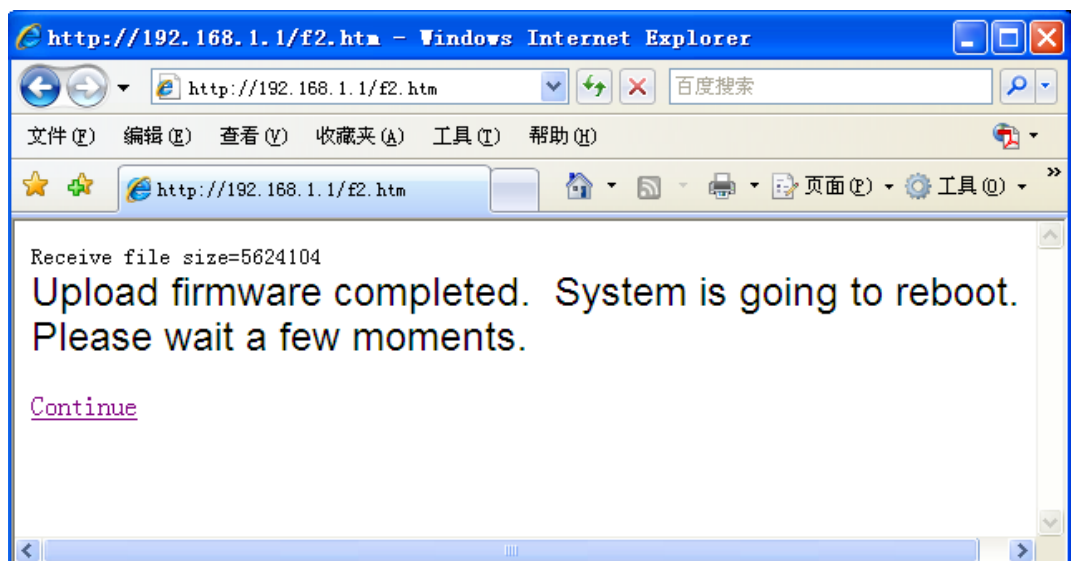 http://192.168.1.1/f2.htm - Windows Internet Explorer
http://192.168.1.1/f2.htm 百度搜索
文件(F) 编辑(E) 查看(V) 收藏夹(A) 工具(T) 帮助(H)
http://192.168.1.1/f2.htm 页面(P) 工具(O) »
Receive file size=5624104
Upload firmware completed.  System is going to reboot.
Please wait a few moments.
Continue